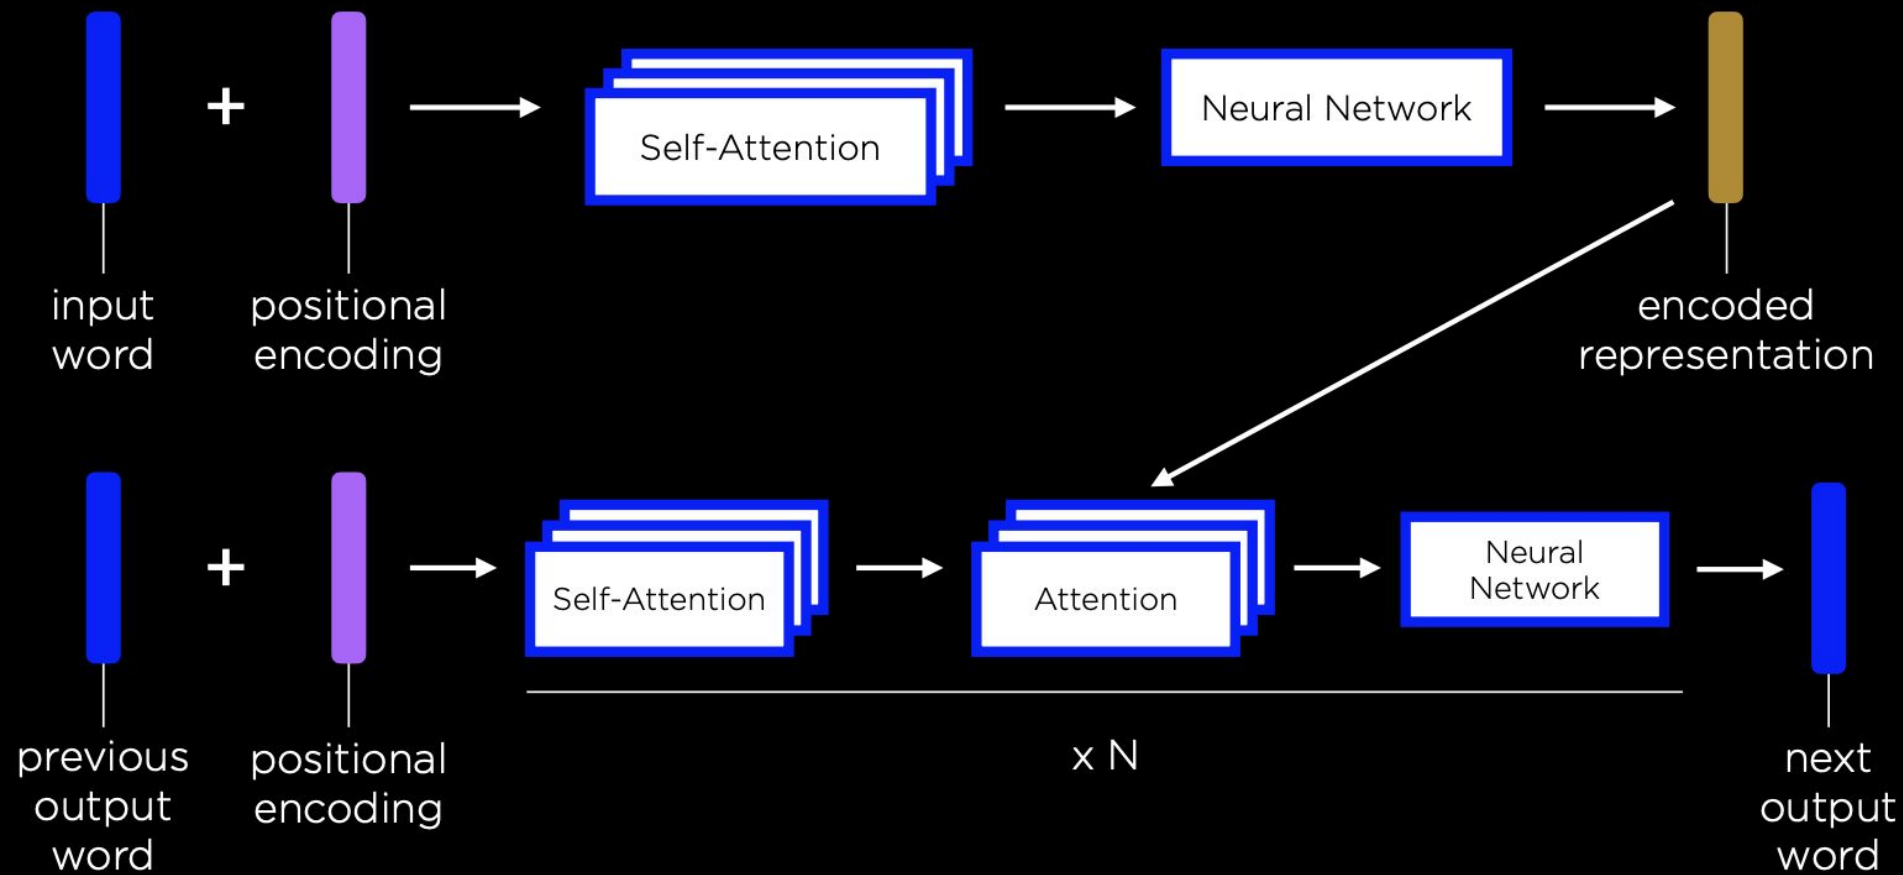 Self-Attention
Neural Network
input
word
positional
encoding
encoded
representation
Self-Attention
Attention
Neural
Network
x N
previous
output
word
positional
encoding
next
output
word